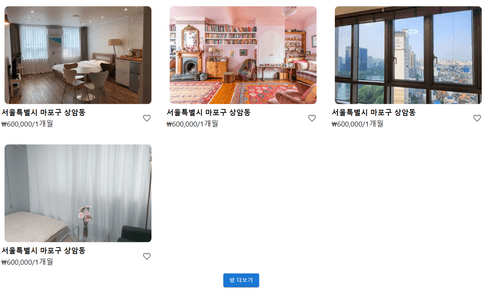 서울특별시 마포구 상암동
₩600,000/1개월
서울특별시 마포구 상암동
₩600,000/1개월
서울특별시 마포구 상암동
₩600,000/1개월
서울특별시 마포구 상암동
₩600,000/1개월
방 더보기